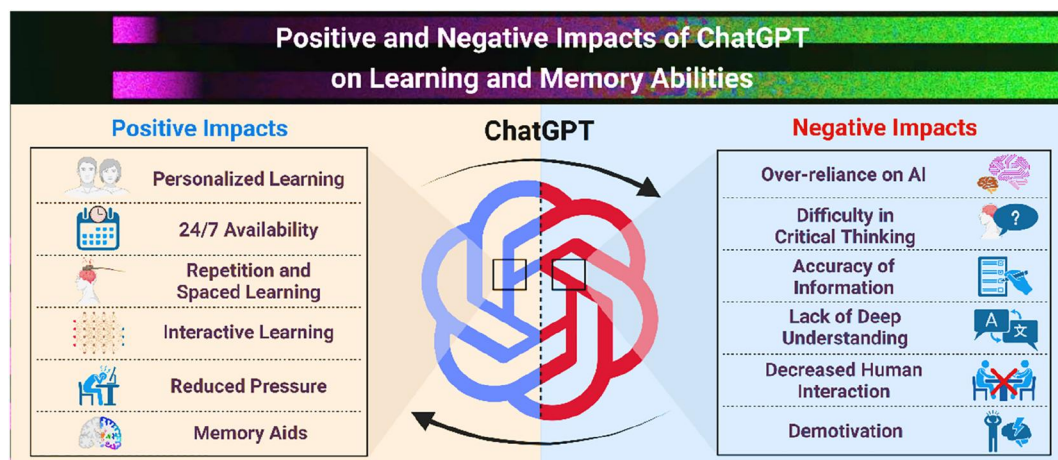 Positive and Negative Impacts of ChatGPT
on Learning and Memory Abilities
Positive Impacts
ChatGPT
Negative Impacts
Personalized Learning
24/7 Availability
Repetition and
Spaced Learning
Interactive Learning
Reduced Pressure
Memory Aids
Over-reliance on AI
Difficulty in
Critical Thinking
?
Accuracy of
Information
Lack of Deep
Understanding
A
文
Decreased Human
Interaction
Demotivation